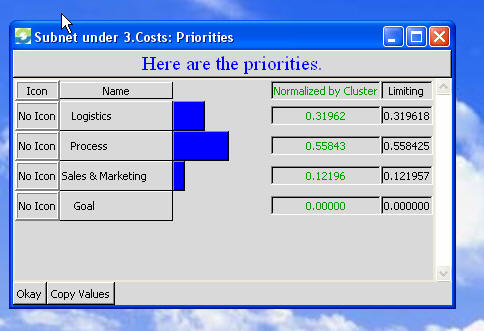 Subnet under 3.Costs: Priorities
Here are the priorities.
Icon Name Normalized by Cluster Limiting
No Icon Logistics 0.31962 0.319618
No Icon Process 0.55843 0.558425
No Icon Sales & Marketing 0.12196 0.121957
No Icon Goal 0.00000 0.000000
Okay Copy Values